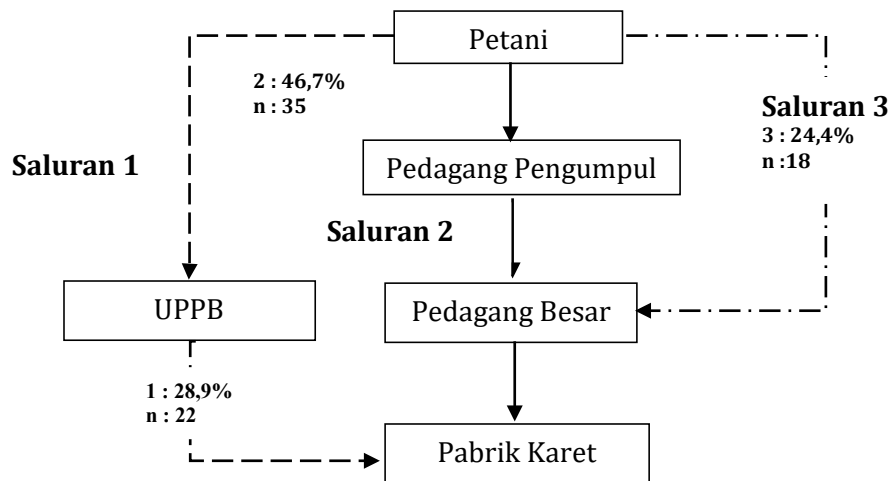 Petani
2 : 46,7%
n : 35
Saluran 3
3 : 24,4%
n :18
Saluran 1
Pedagang Pengumpul
Saluran 2
UPPB
Pedagang Besar
1 : 28,9%
n : 22
Pabrik Karet